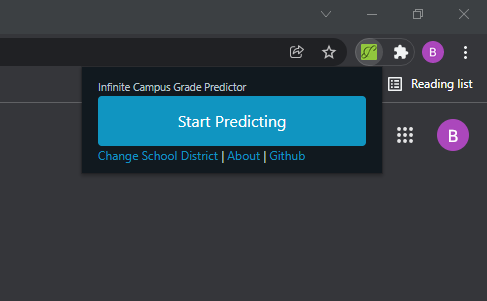 B
Reading list
Infinite Campus Grade Predictor
Start Predicting
Change School District | About | Github
B